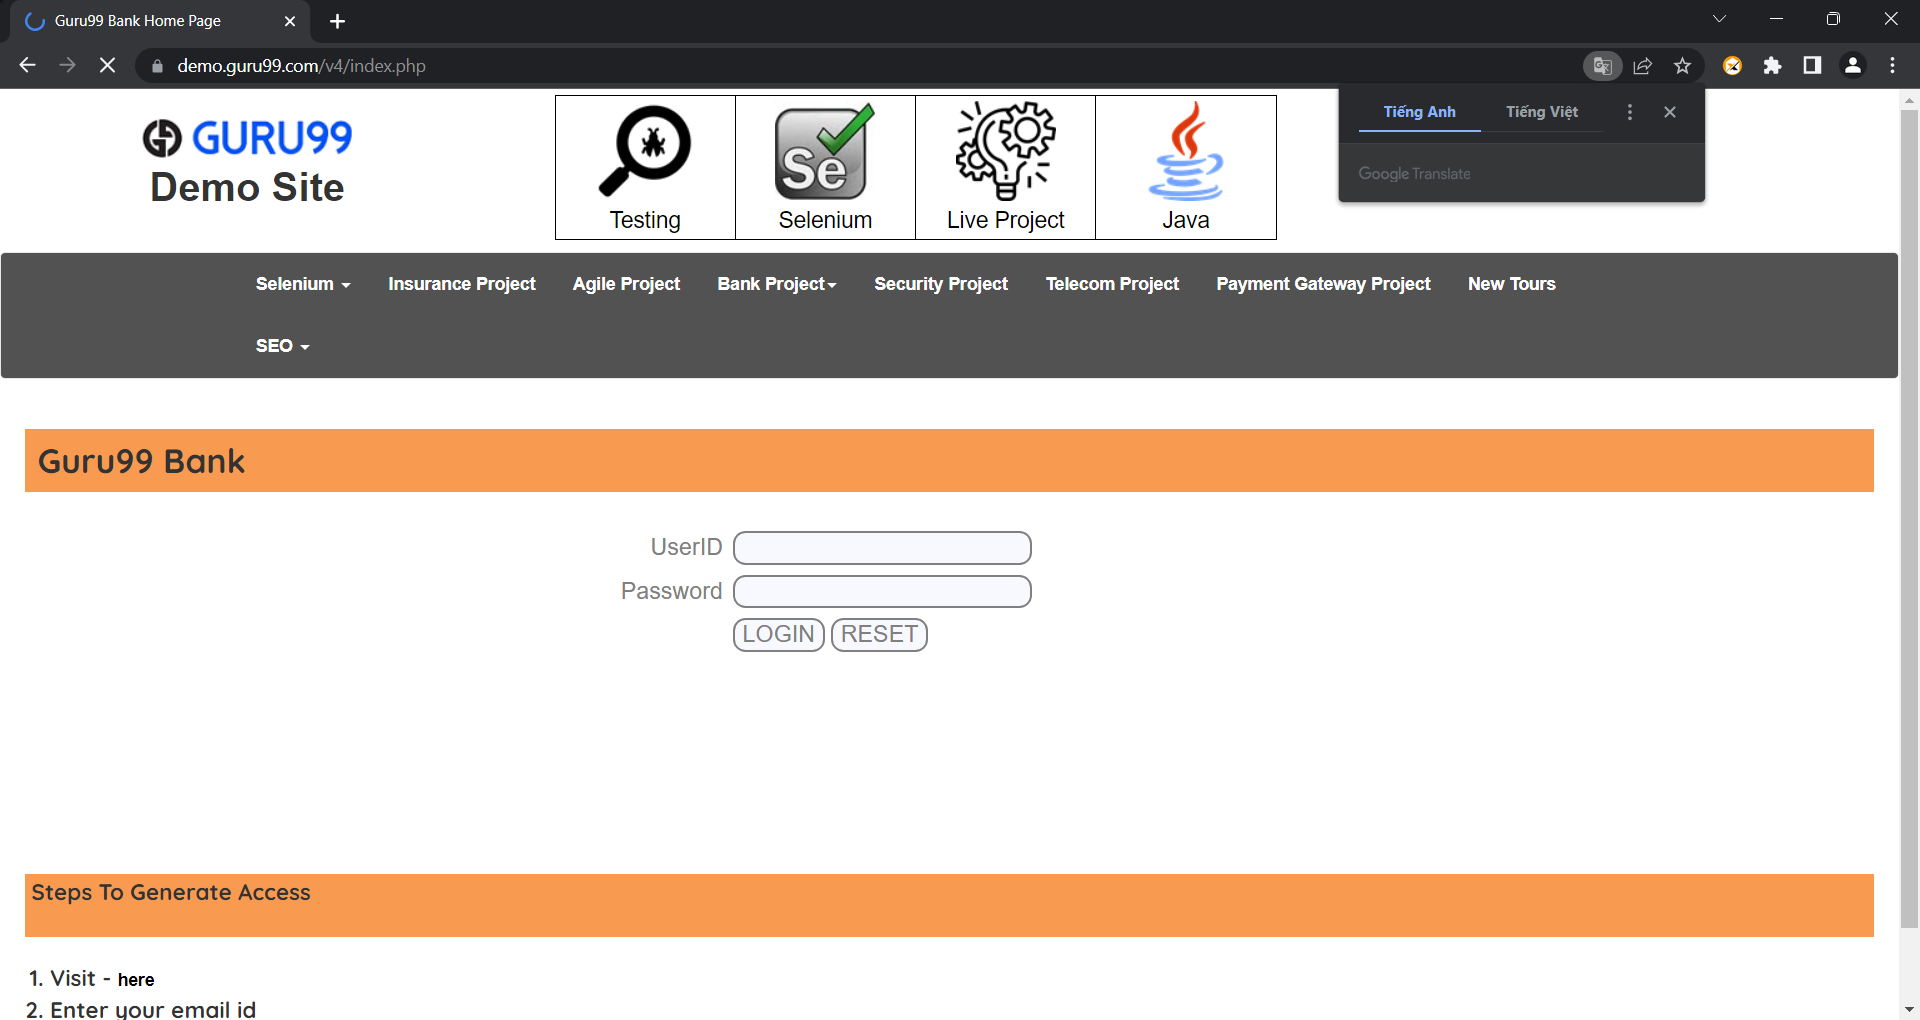 Guru99 Bank Home Page
demo.guru99.com/v4/index.php
Tiếng Anh Tiếng Việt
Google Translate
GURU99
Demo Site
Se
Testing Selenium Live Project Java
Selenium Insurance Project Agile Project Bank Project Security Project Telecom Project Payment Gateway Project New Tours
SEO
Guru99 Bank
UserID
Password
LOGIN RESET
Steps To Generate Access
1. Visit - here
2. Enter your email id